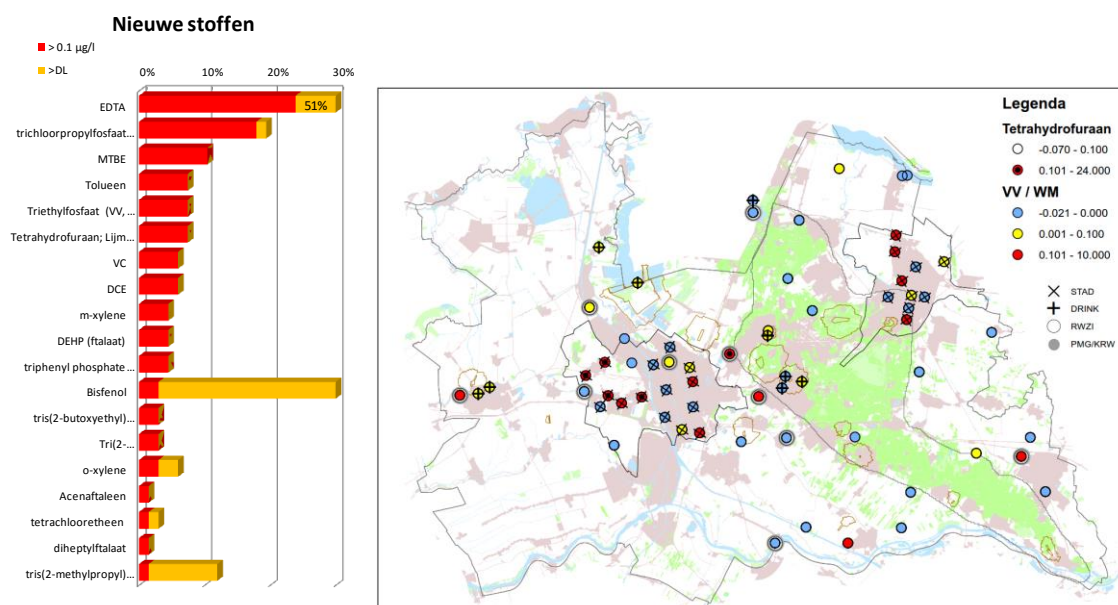 Nieuwe stoffen
> 0.1 µg/l
>DL
0% 10% 20% 30%
EDTA
51%
trichloorpropylfosfaat...
MTBE
Tolueen
Triethylfosfaat (VV, ...
Tetrahydrofuraan; Lijm...
VC
DCE
m-xylene
DEHP (ftalaat)
triphenyl phosphate ...
Bisfenol
tris(2-butoxyethyl) ...
Tri(2-...
o-xylene
Acenaftaleen
tetrachlooretheen
diheptylftalaat
tris(2-methylpropyl) ...
Legenda
Tetrahydrofuraan
-0.070 - 0.100
0.101 - 24.000
VV / WM
-0.021 - 0.000
0.001 - 0.100
0.101 - 10.000
STAD
DRINK
RWZI
PMG/KRW